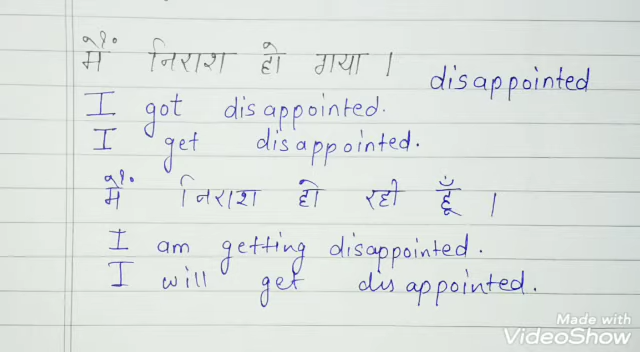 मैं निराश हो गया ।
disappointed
I got disappointed.
I get disappointed.
मैं निराश हो रही हूँ ।
I am getting disappointed.
I will get disappointed.
Made with
VideoShow